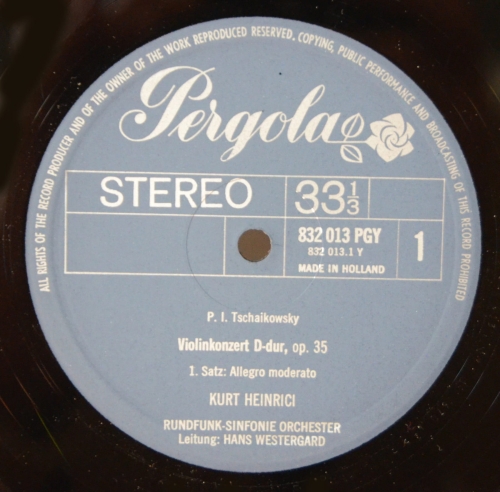 ALL RIGHTS OF THE RECORD PRODUCER AND OF THE OWNER OF THE WORK REPRODUCED RESERVED. COPYING, PUBLIC PERFORMANCE AND BROADCASTING OF THIS RECORD PROHIBITED
Pergola
STEREO 33 1/3
832 013 PGY 1
832 013.1 Y
MADE IN HOLLAND
P. I. Tschaikowsky
Violinkonzert D-dur, op. 35
1. Satz: Allegro moderato
KURT HEINRICI
RUNDFUNK-SINFONIE ORCHESTER
Leitung: HANS WESTERGARD